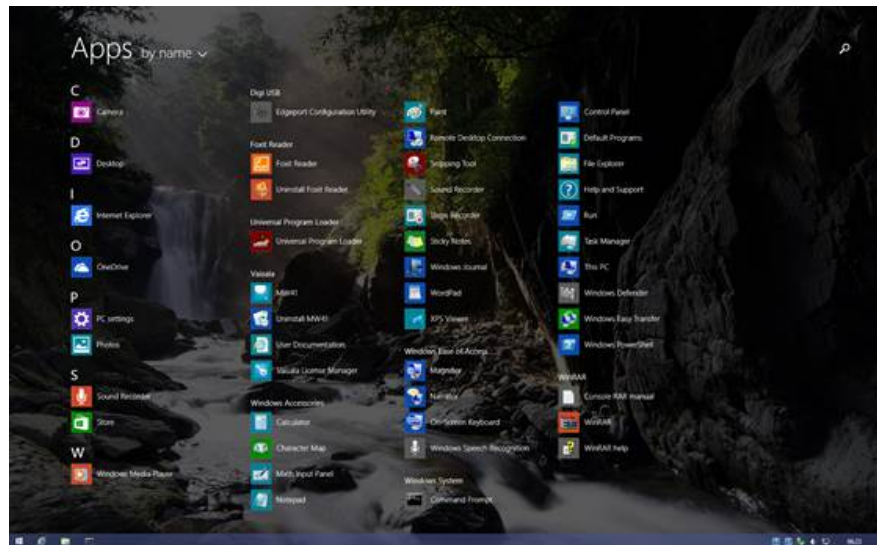 Apps by name
C
Camera
D
Desktop
I
Internet Explorer
O
OneDrive
P
PC settings
Photos
S
Sound Recorder
Store
W
Windows Media Player
Digi USB
Edgeport Configuration Utility
Foxit Reader
Foxit Reader
Uninstall Foxit Reader
Universal Program Loader
Universal Program Loader
Vaisala
MW41
Uninstall MW41
User Documentation
Vaisala License Manager
Windows Accessories
Calculator
Character Map
Math Input Panel
Notepad
Paint
Remote Desktop Connection
Snipping Tool
Sound Recorder
Steps Recorder
Sticky Notes
Windows Journal
WordPad
XPS Viewer
Windows Ease of Access
Magnifier
Narrator
On-Screen Keyboard
Windows Speech Recognition
Windows System
Command Prompt
Control Panel
Default Programs
File Explorer
Help and Support
Run
Task Manager
This PC
Windows Defender
Windows Easy Transfer
Windows PowerShell
WinRAR
Console RAR manual
WinRAR
WinRAR help